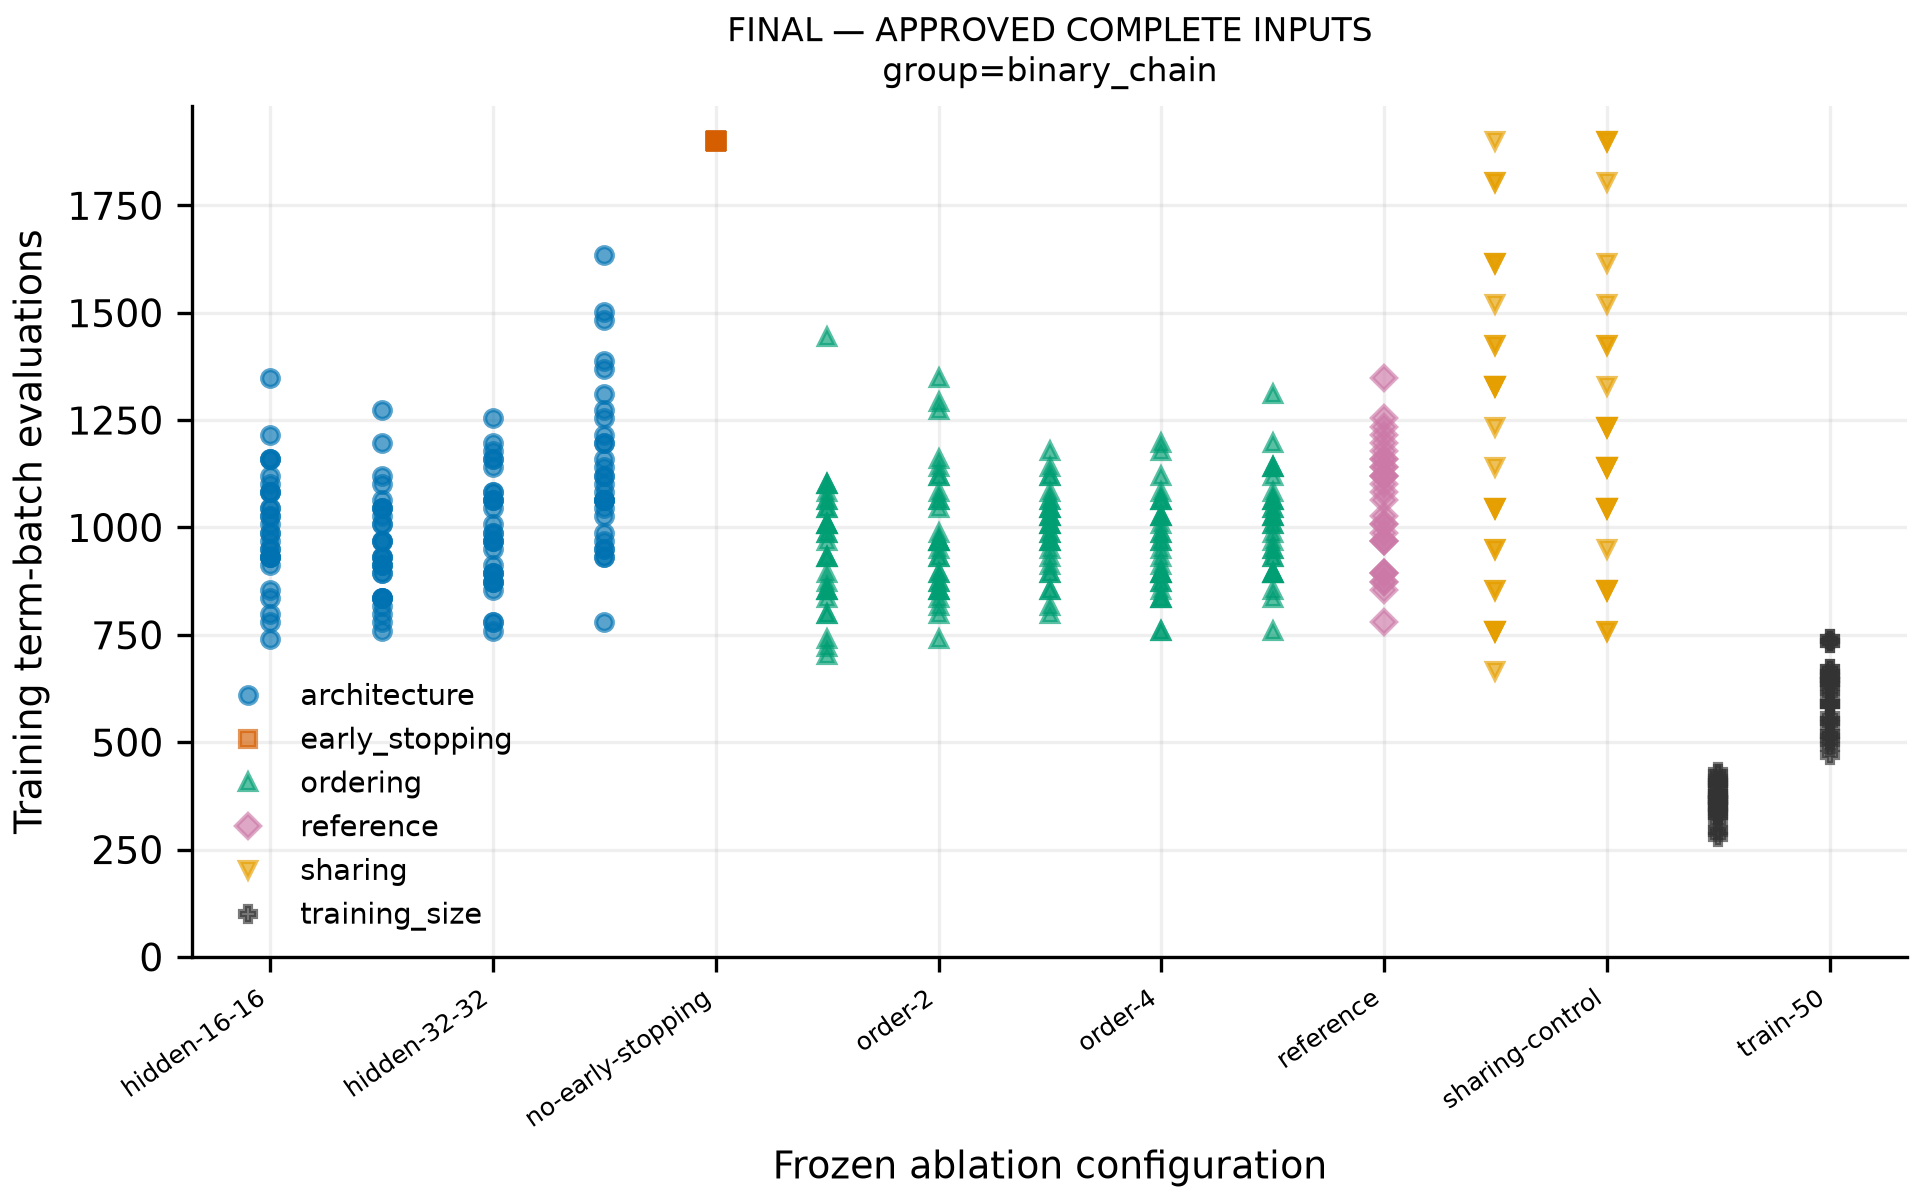 FINAL — APPROVED COMPLETE INPUTS
group=binary_chain
Training term-batch evaluations
1750
1500
1250
1000
750
500
250
0
architecture
early_stopping
ordering
reference
sharing
training_size
hidden-16-16
hidden-32-32
no-early-stopping
order-2
order-4
reference
sharing-control
train-50
Frozen ablation configuration